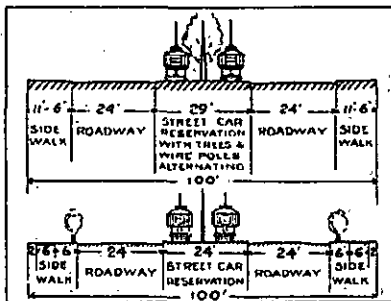 11'-6" 24' 29' 24' 11'-6"
SIDE WALK ROADWAY STREET CAR RESERVATION WITH TREES & WIRE POLES ALTERNATING ROADWAY SIDE WALK
100'
2' 6' 6' 24' 24' 24' 6' 6' 2'
SIDE WALK ROADWAY STREET CAR RESERVATION ROADWAY SIDE WALK
100'